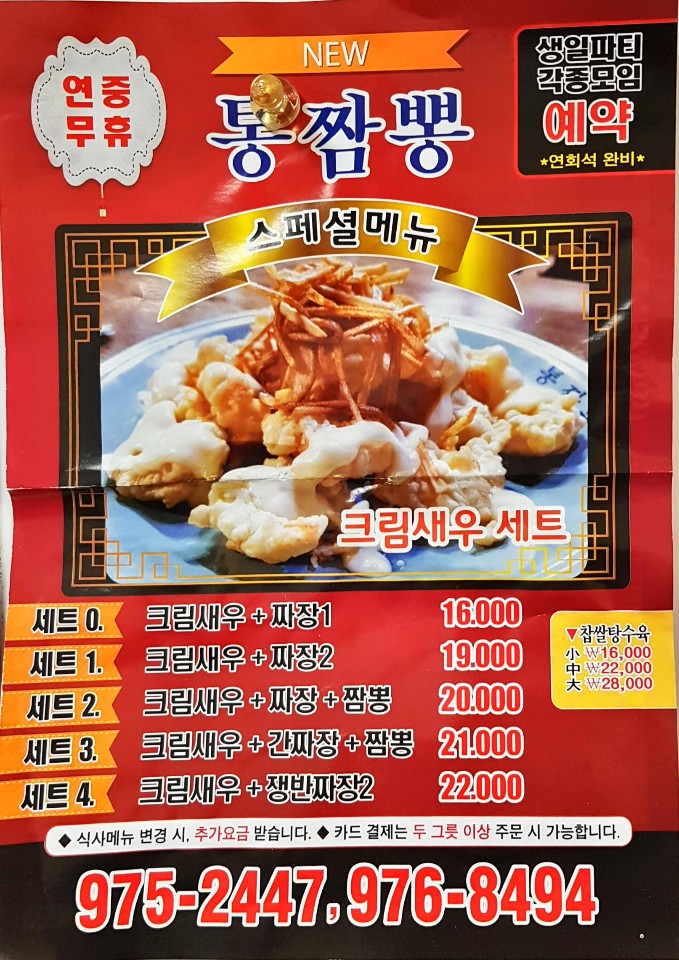 연중
무휴
NEW
통짬뽕
생일파티
각종모임
예약
*연회석 완비*
스페셜메뉴
크림새우 세트
세트 0. 크림새우 + 짜장1 16.000
세트 1. 크림새우 + 짜장2 19.000
세트 2. 크림새우 + 짜장 + 짬뽕 20.000
세트 3. 크림새우 + 간짜장 + 짬뽕 21.000
세트 4. 크림새우 + 쟁반짜장2 22.000
▼찹쌀탕수육
小 ₩16,000
中 ₩22,000
大 ₩28,000
◆ 식사메뉴 변경 시, 추가요금 받습니다. ◆ 카드 결제는 두 그릇 이상 주문 시 가능합니다.
975-2447, 976-8494